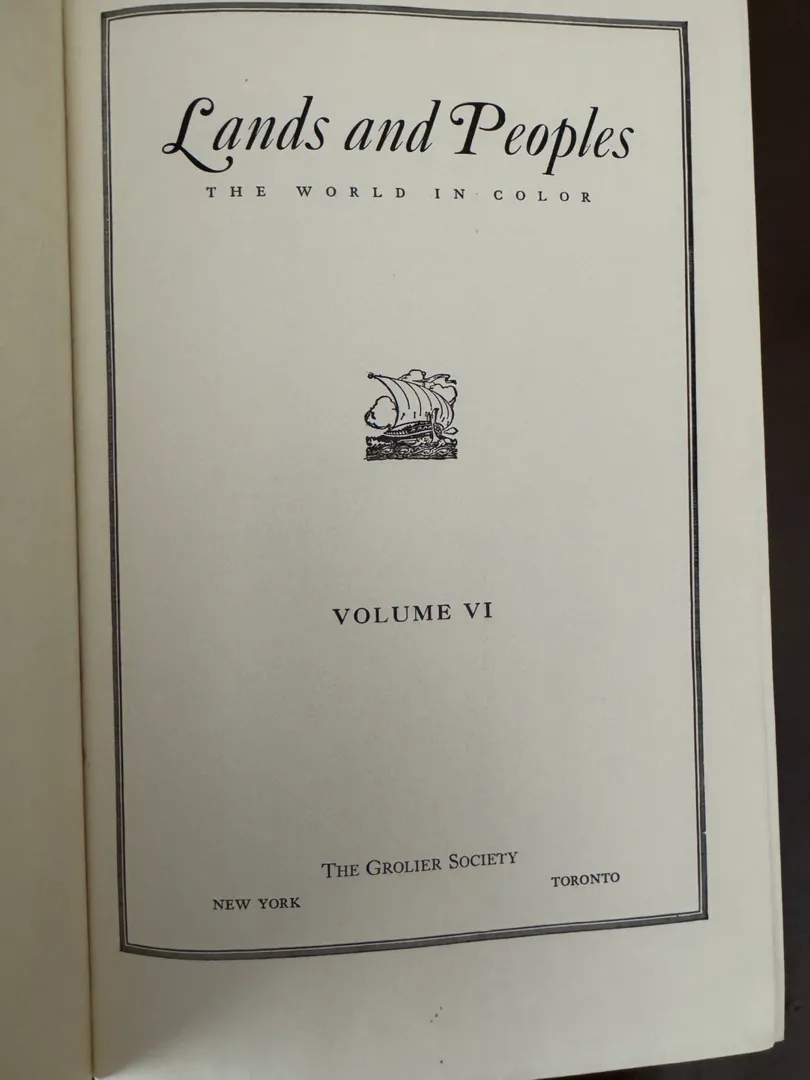 Lands and Peoples
THE WORLD IN COLOR
VOLUME VI
THE GROLIER SOCIETY
NEW YORK TORONTO